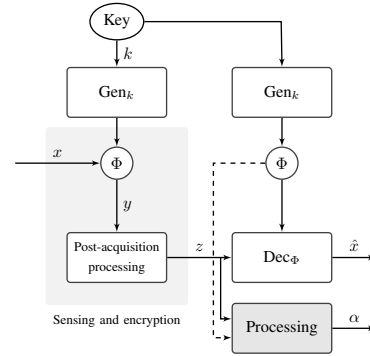 Key
k
Gen_k
Gen_k
x
Φ
Φ
y
Post-acquisition
processing
z
Dec_Φ
x̂
Sensing and encryption
Processing
α